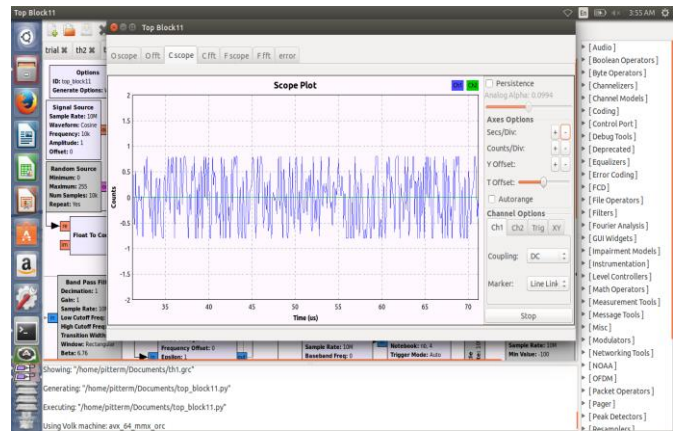 Top Block11
3:55 AM
Top Block11
trial
th2
O scope
O fft
C scope
C fft
F scope
F fft
error
Options
ID: top_block11
Generate Options:
Signal Source
Sample Rate: 10M
Waveform: Cosine
Frequency: 10k
Amplitude: 1
Offset: 0
Random Source
Minimum: 0
Maximum: 255
Num Samples: 10k
Repeat: Yes
Float To Co
Band Pass Fil
Decimation: 1
Gain: 1
Sample Rate: 10M
Low Cutoff Freq:
High Cutoff Freq:
Transition Width
Window: Rectangular
Beta: 6.76
Scope Plot
Ch1
Ch2
Counts
2
1.5
1
0.5
0
-0.5
-1
-1.5
-2
35
40
45
50
55
60
65
70
Time (us)
Persistence
Analog Alpha: 0.0994
Axes Options
Secs/Div:
+
-
Counts/Div:
+
-
Y Offset:
+
-
T Offset:
Autorange
Channel Options
Ch1
Ch2
Trig
XY
Coupling:
DC
Marker:
Line Link
Stop
Frequency Offset: 0
Epsilon: 1
Sample Rate: 10M
Baseband Freq: 0
Notebook: nb, 4
Trigger Mode: Auto
Sample Rate: 10M
Min Value: -100
[Audio]
[Boolean Operators]
[Byte Operators]
[Channelizers]
[Channel Models]
[Coding]
[Control Port]
[Debug Tools]
[Deprecated]
[Equalizers]
[Error Coding]
[FCD]
[File Operators]
[Filters]
[Fourier Analysis]
[GUI Widgets]
[Impairment Models]
[Instrumentation]
[Level Controllers]
[Math Operators]
[Measurement Tools]
[Message Tools]
[Misc]
[Modulators]
[Networking Tools]
[NOAA]
[OFDM]
[Packet Operators]
[Pager]
[Peak Detectors]
[Resamplers]
Showing: "/home/pitterm/Documents/th1.grc"
Generating: "/home/pitterm/Documents/top_block11.py"
Executing: "/home/pitterm/Documents/top_block11.py"
Using Volk machine: avx_64_mmx_orc